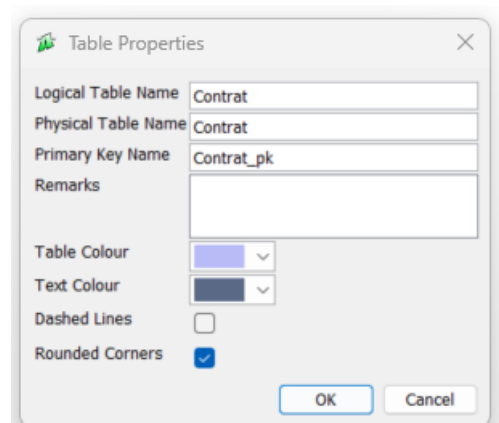 Table Properties
Logical Table Name Contrat
Physical Table Name Contrat
Primary Key Name Contrat_pk
Remarks
Table Colour
Text Colour
Dashed Lines
Rounded Corners
OK Cancel